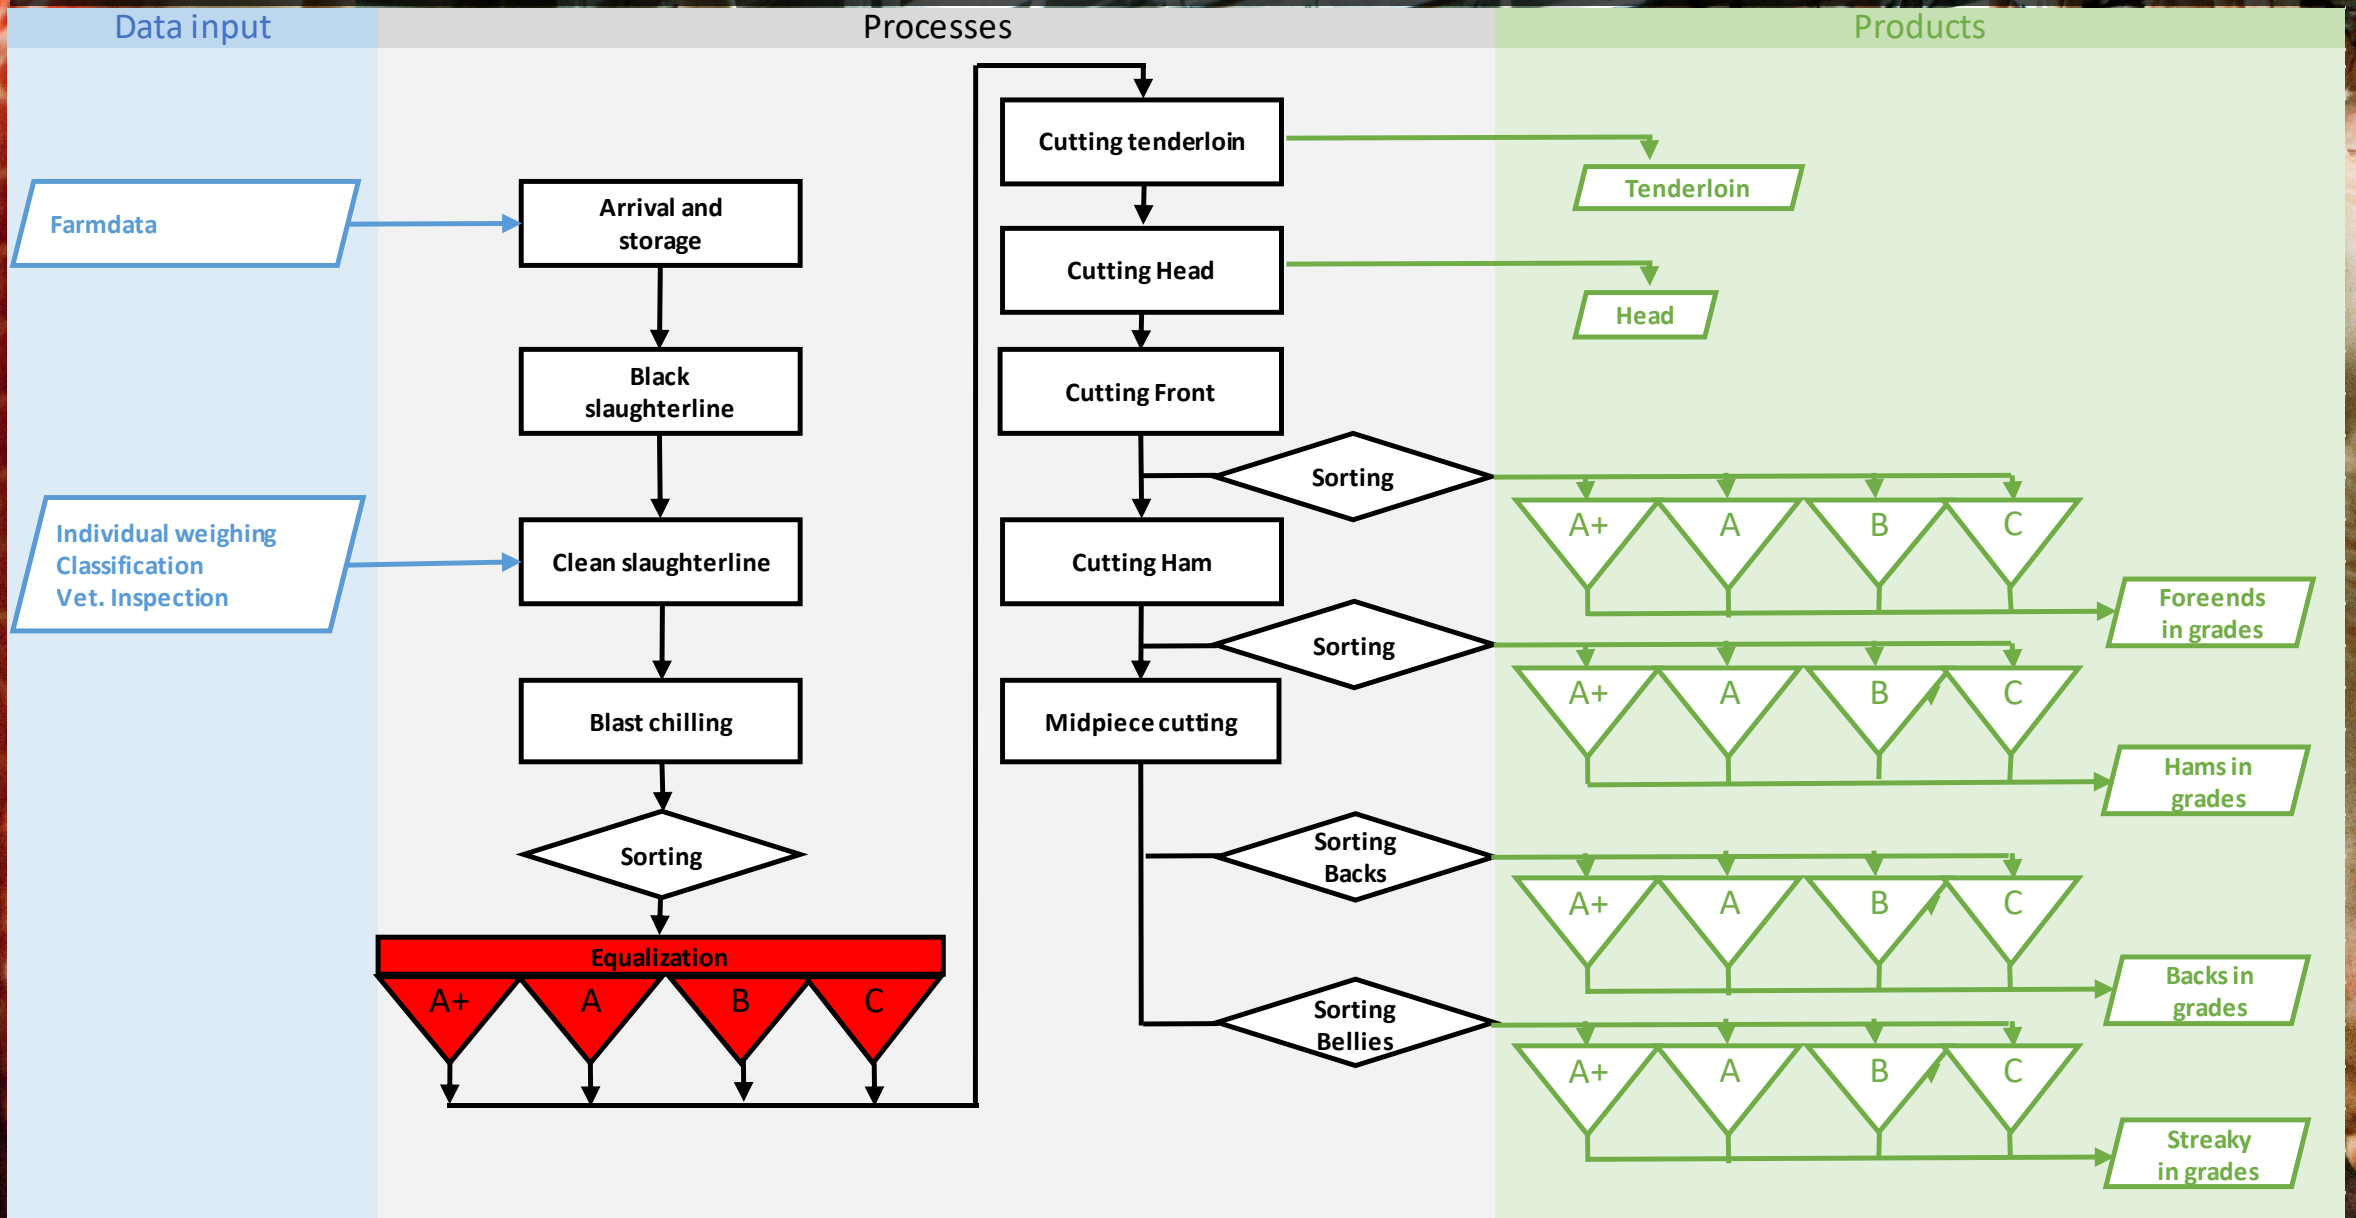 Data input
Processes
Products
Farmdata
Individual weighing
Classification
Vet. Inspection
Arrival and
storage
Black
slaughterline
Clean slaughterline
Blast chilling
Sorting
Equalization
A+ A B C
Cutting tenderloin
Cutting Head
Cutting Front
Sorting
Cutting Ham
Sorting
Midpiece cutting
Sorting
Backs
Sorting
Bellies
Tenderloin
Head
A+ A B C
Foreends
in grades
A+ A B C
Hams in
grades
A+ A B C
Backs in
grades
A+ A B C
Streaky
in grades